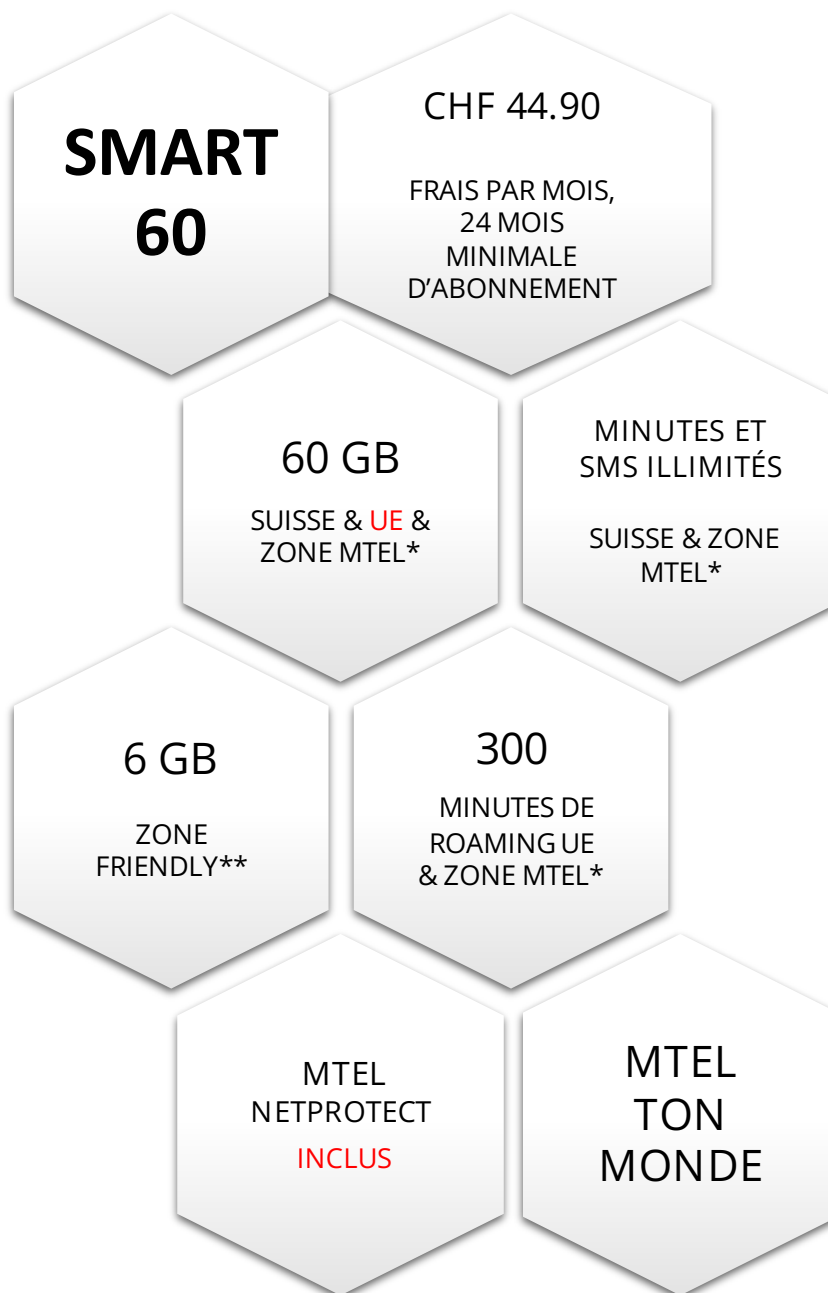 SMART
60
CHF 44.90
FRAIS PAR MOIS,
24 MOIS
MINIMALE
D’ABONNEMENT
60 GB
SUISSE & UE &
ZONE MTEL*
MINUTES ET
SMS ILLIMITÉS
SUISSE & ZONE
MTEL*
6 GB
ZONE
FRIENDLY**
300
MINUTES DE
ROAMING UE
& ZONE MTEL*
MTEL
NETPROTECT
INCLUS
MTEL
TON
MONDE